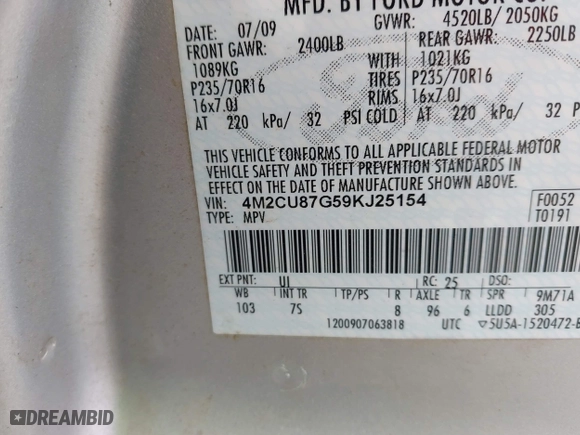 MFD. BY FORD MOTOR CO
DATE: 07/09 GVWR: 4520LB/ 2050KG
FRONT GAWR: 2400LB REAR GAWR: 2250LB
1089KG WITH 1021KG
P235/70R16 TIRES P235/70R16
16x7.0J RIMS 16x7.0J
AT 220 kPa/ 32 PSI COLD AT 220 kPa/ 32 P
THIS VEHICLE CONFORMS TO ALL APPLICABLE FEDERAL MOTOR
VEHICLE SAFETY AND THEFT PREVENTION STANDARDS IN
EFFECT ON THE DATE OF MANUFACTURE SHOWN ABOVE.
VIN: 4M2CU87G59KJ25154 F0052
TYPE: MPV T0191
EXT PNT: UI RC: 25 DSO:
WB INT TR TP/PS R AXLE TR SPR 9M71A
103 7S 8 96 6 LLDD 305
1200907063818 UTC ▽5U5A-1520472-B
DREAMBID